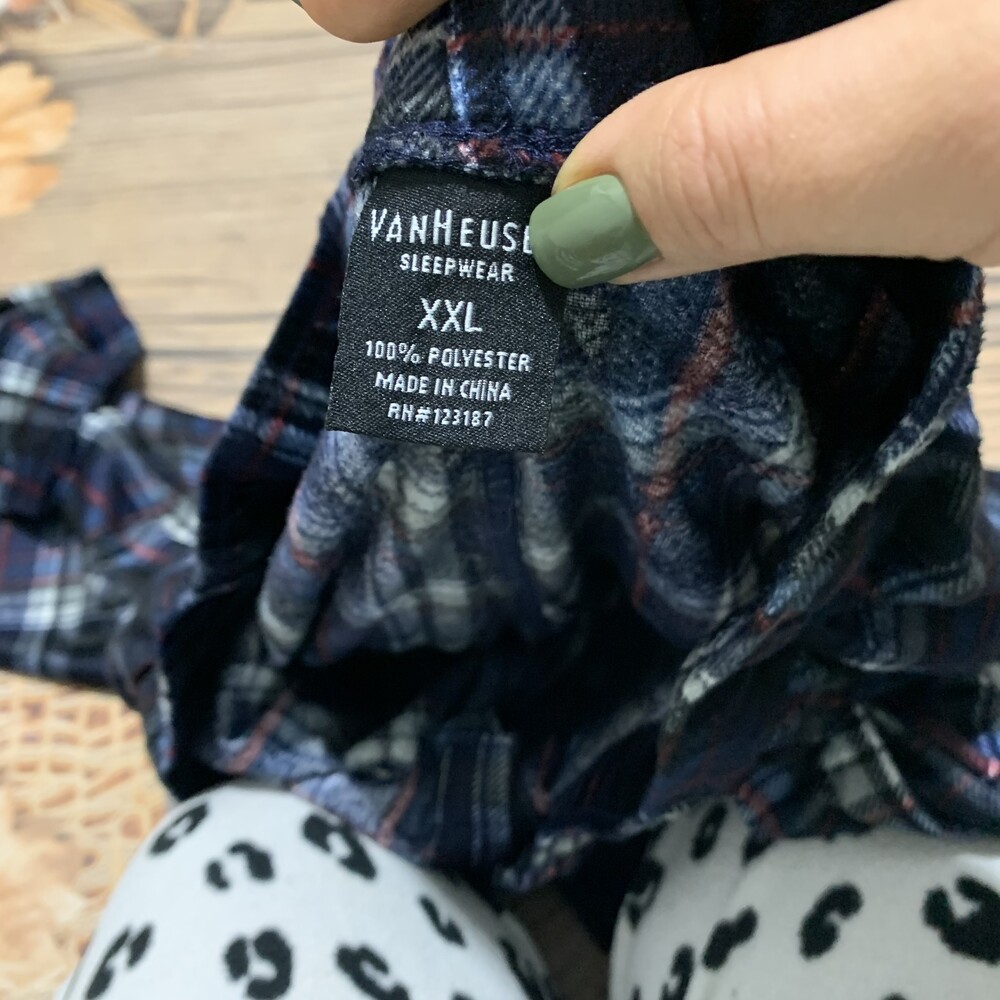 VANHEUSE
SLEEPWEAR
XXL
100% POLYESTER
MADE IN CHINA
RN#123187